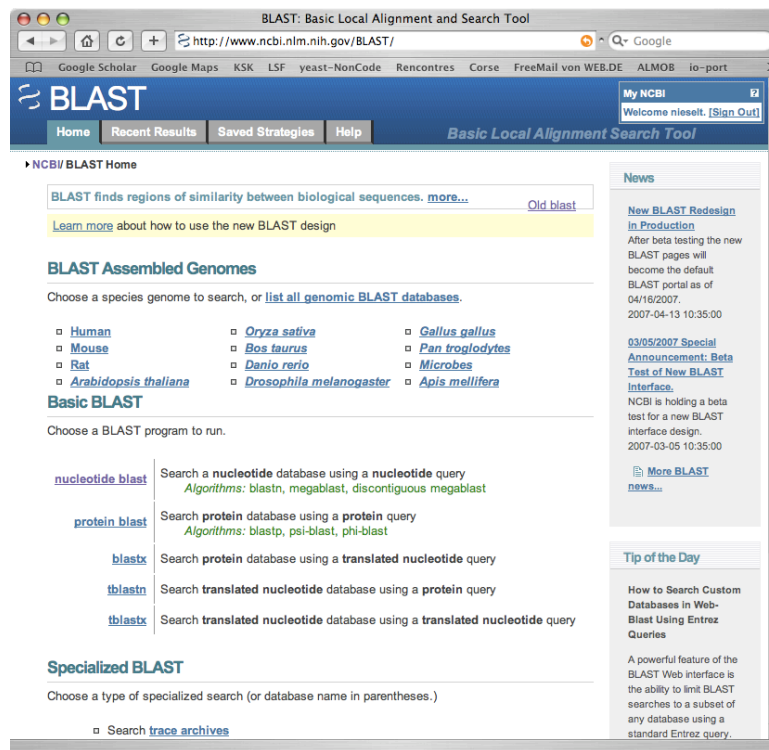 BLAST: Basic Local Alignment and Search Tool
http://www.ncbi.nlm.nih.gov/BLAST/
Google
Google Scholar Google Maps KSK LSF yeast-NonCode Rencontres Corse FreeMail von WEB.DE ALMOB io-port
BLAST
My NCBI
Welcome nieselt. [Sign Out]
Home Recent Results Saved Strategies Help
Basic Local Alignment Search Tool
NCBI/ BLAST Home
BLAST finds regions of similarity between biological sequences. more...
Old blast
Learn more about how to use the new BLAST design
BLAST Assembled Genomes
Choose a species genome to search, or list all genomic BLAST databases.
Human
Mouse
Rat
Arabidopsis thaliana
Oryza sativa
Bos taurus
Danio rerio
Drosophila melanogaster
Gallus gallus
Pan troglodytes
Microbes
Apis mellifera
Basic BLAST
Choose a BLAST program to run.
nucleotide blast
Search a nucleotide database using a nucleotide query
Algorithms: blastn, megablast, discontiguous megablast
protein blast
Search protein database using a protein query
Algorithms: blastp, psi-blast, phi-blast
blastx
Search protein database using a translated nucleotide query
tblastn
Search translated nucleotide database using a protein query
tblastx
Search translated nucleotide database using a translated nucleotide query
Specialized BLAST
Choose a type of specialized search (or database name in parentheses.)
Search trace archives
News
New BLAST Redesign
in Production
After beta testing the new
BLAST pages will
become the default
BLAST portal as of
04/16/2007.
2007-04-13 10:35:00
03/05/2007 Special
Announcement: Beta
Test of New BLAST
Interface.
NCBI is holding a beta
test for a new BLAST
interface design.
2007-03-05 10:35:00
More BLAST
news...
Tip of the Day
How to Search Custom
Databases in Web-
Blast Using Entrez
Queries
A powerful feature of the
BLAST Web interface is
the ability to limit BLAST
searches to a subset of
any database using a
standard Entrez query.